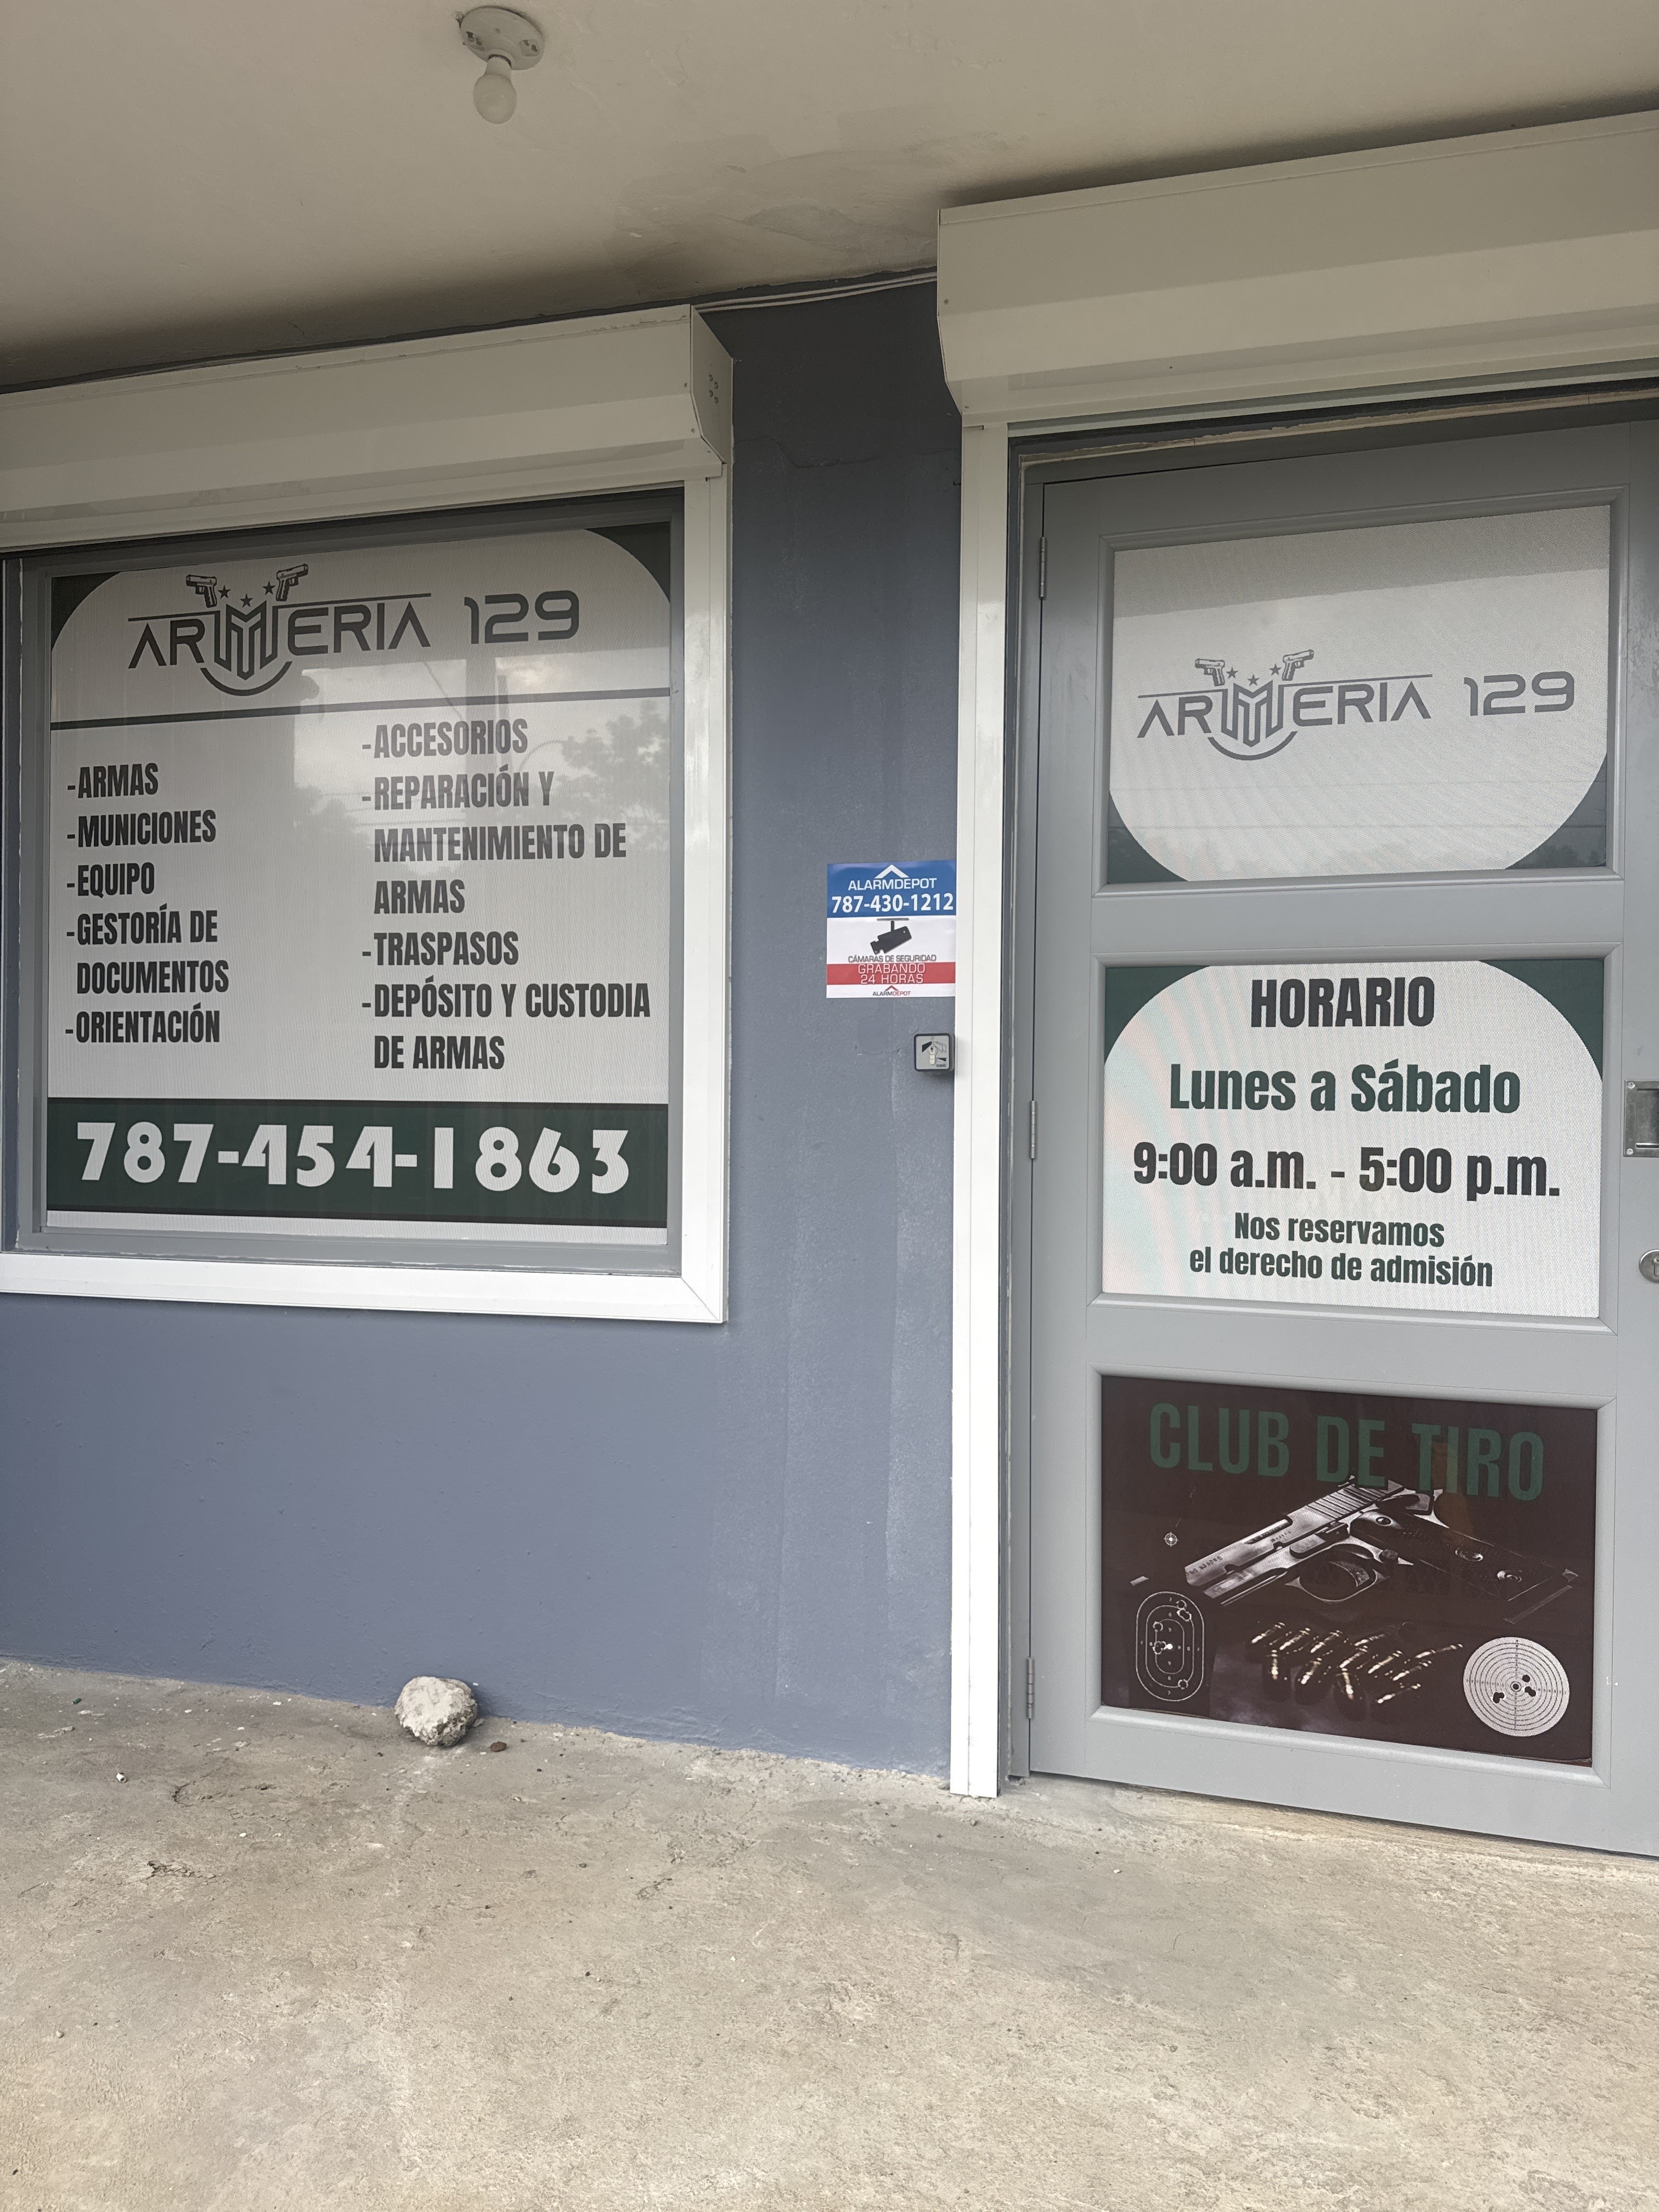 ARMERIA 129
-ARMAS
-MUNICIONES
-EQUIPO
-GESTORÍA DE
DOCUMENTOS
-ORIENTACIÓN
-ACCESORIOS
-REPARACIÓN Y
MANTENIMIENTO DE
ARMAS
-TRASPASOS
-DEPÓSITO Y CUSTODIA
DE ARMAS
787-454-1863
ALARMDEPOT
787-430-1212
CÁMARAS DE SEGURIDAD
GRABANDO
24 HORAS
ALARMDEPOT
ARMERIA 129
HORARIO
Lunes a Sábado
9:00 a.m. - 5:00 p.m.
Nos reservamos
el derecho de admisión
CLUB DE TIRO